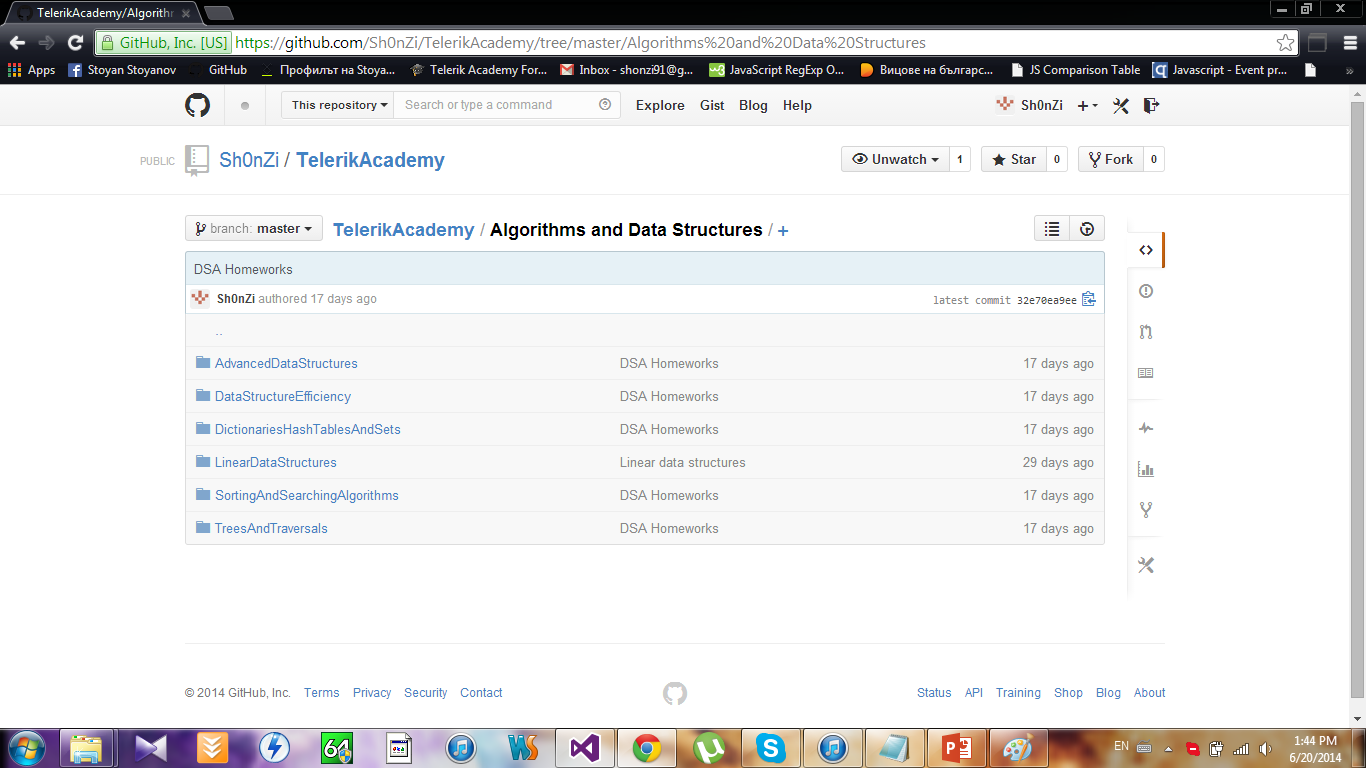 TelerikAcademy/Algorithm
GitHub, Inc. [US] https://github.com/Sh0nZi/TelerikAcademy/tree/master/Algorithms%20and%20Data%20Structures
Apps Stoyan Stoyanov GitHub Профилът на Stoya... Telerik Academy For... Inbox - shonzi91@g... JavaScript RegExp O... Вицове на българс... JS Comparison Table Javascript - Event pr... »
This repository Search or type a command Explore Gist Blog Help Sh0nZi
PUBLIC Sh0nZi / TelerikAcademy Unwatch 1 Star 0 Fork 0
branch: master TelerikAcademy / Algorithms and Data Structures / +
DSA Homeworks
Sh0nZi authored 17 days ago latest commit 32e70ea9ee
..
AdvancedDataStructures DSA Homeworks 17 days ago
DataStructureEfficiency DSA Homeworks 17 days ago
DictionariesHashTablesAndSets DSA Homeworks 17 days ago
LinearDataStructures Linear data structures 29 days ago
SortingAndSearchingAlgorithms DSA Homeworks 17 days ago
TreesAndTraversals DSA Homeworks 17 days ago
© 2014 GitHub, Inc. Terms Privacy Security Contact Status API Training Shop Blog About
64 EN 1:44 PM
6/20/2014